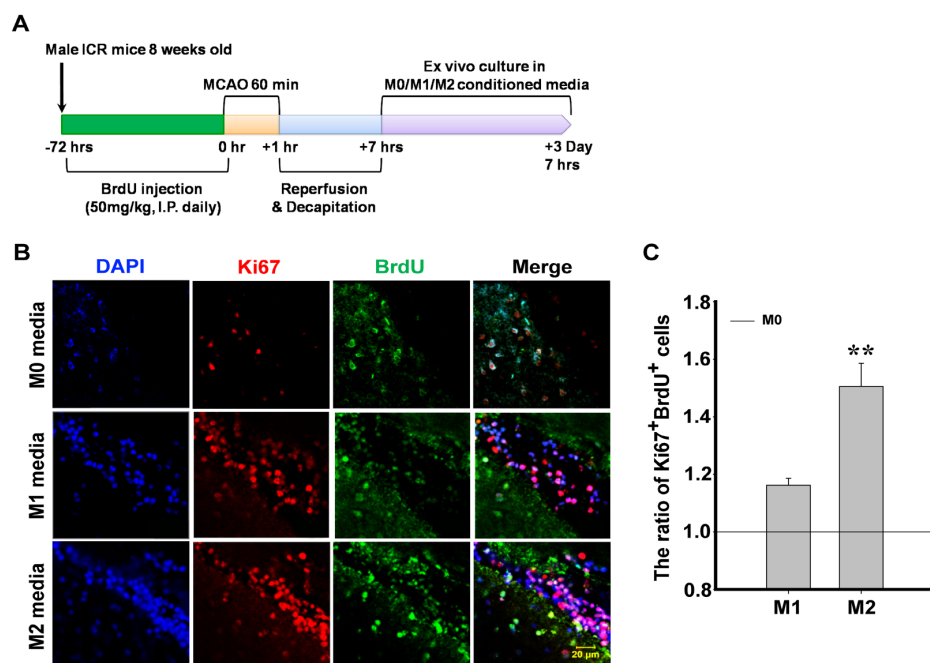 A
Male ICR mice 8 weeks old
MCAO 60 min
Ex vivo culture in
M0/M1/M2 conditioned media
-72 hrs
0 hr
+1 hr
+7 hrs
+3 Day
7 hrs
BrdU injection
(50mg/kg, I.P. daily)
Reperfusion
& Decapitation
B
DAPI
Ki67
BrdU
Merge
M0 media
M1 media
M2 media
20 μm
C
The ratio of Ki67⁺BrdU⁺ cells
1.8
1.6
1.4
1.2
1.0
0.8
M0
**
M1
M2